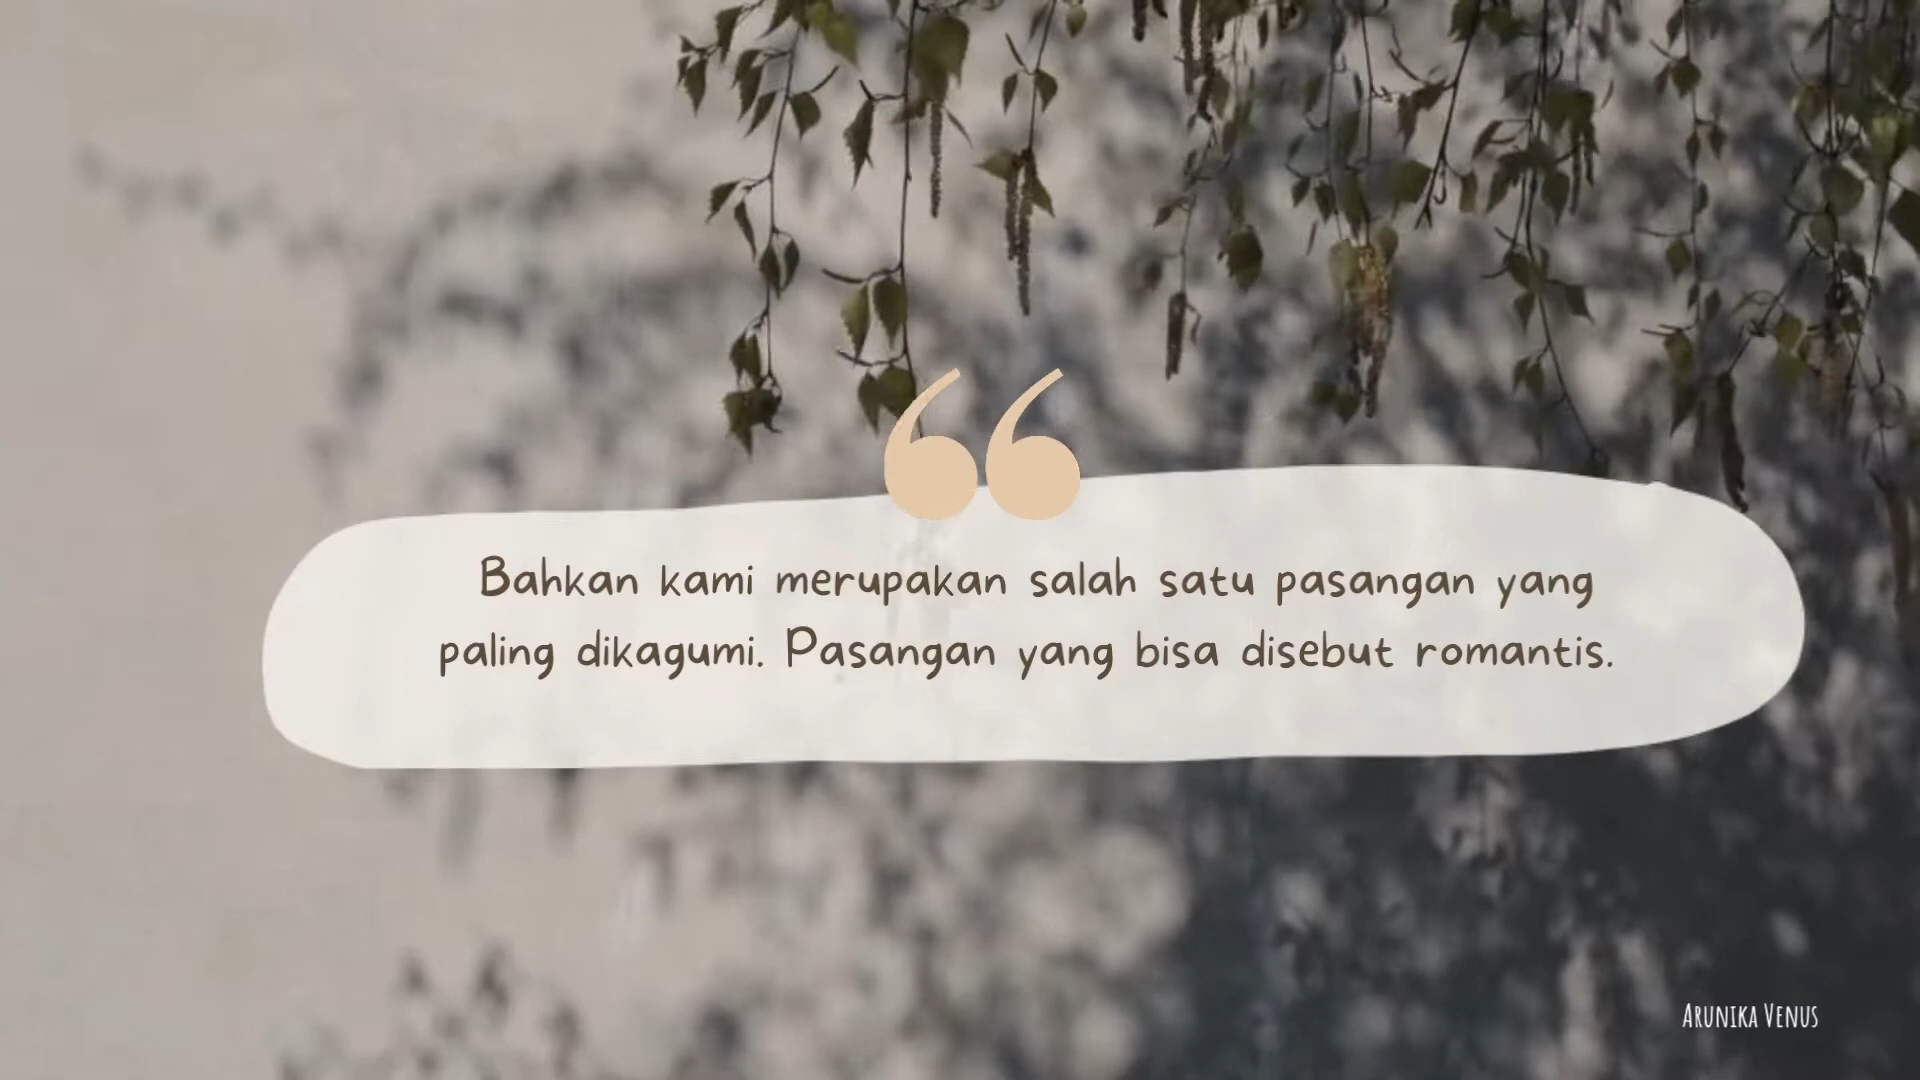 Bahkan kami merupakan salah satu pasangan yang
paling dikagumi. Pasangan yang bisa disebut romantis.
Arunika Venus